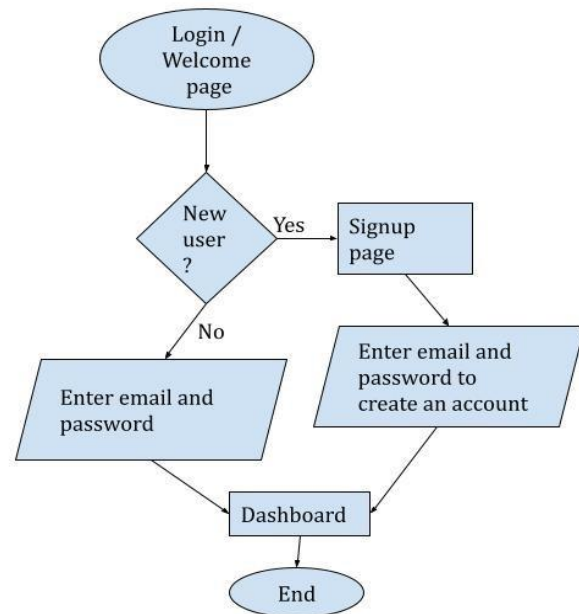 Login /
Welcome
page
New
user
?
Yes
Signup
page
No
Enter email and
password
Enter email and
password to
create an account
Dashboard
End